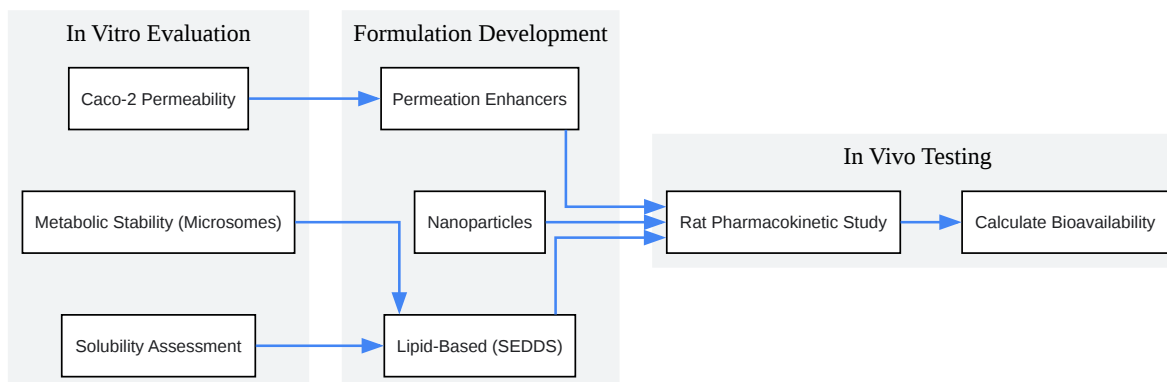 In Vitro Evaluation
Caco-2 Permeability
Metabolic Stability (Microsomes)
Solubility Assessment
Formulation Development
Permeation Enhancers
Nanoparticles
Lipid-Based (SEDDS)
In Vivo Testing
Rat Pharmacokinetic Study
Calculate Bioavailability